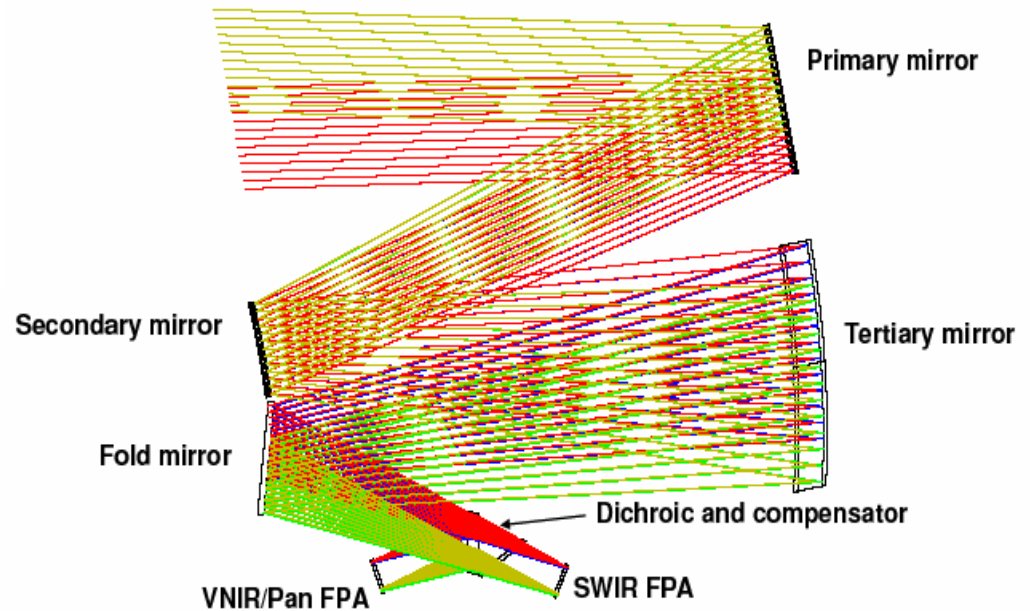 Primary mirror
Secondary mirror
Tertiary mirror
Fold mirror
Dichroic and compensator
VNIR/Pan FPA
SWIR FPA